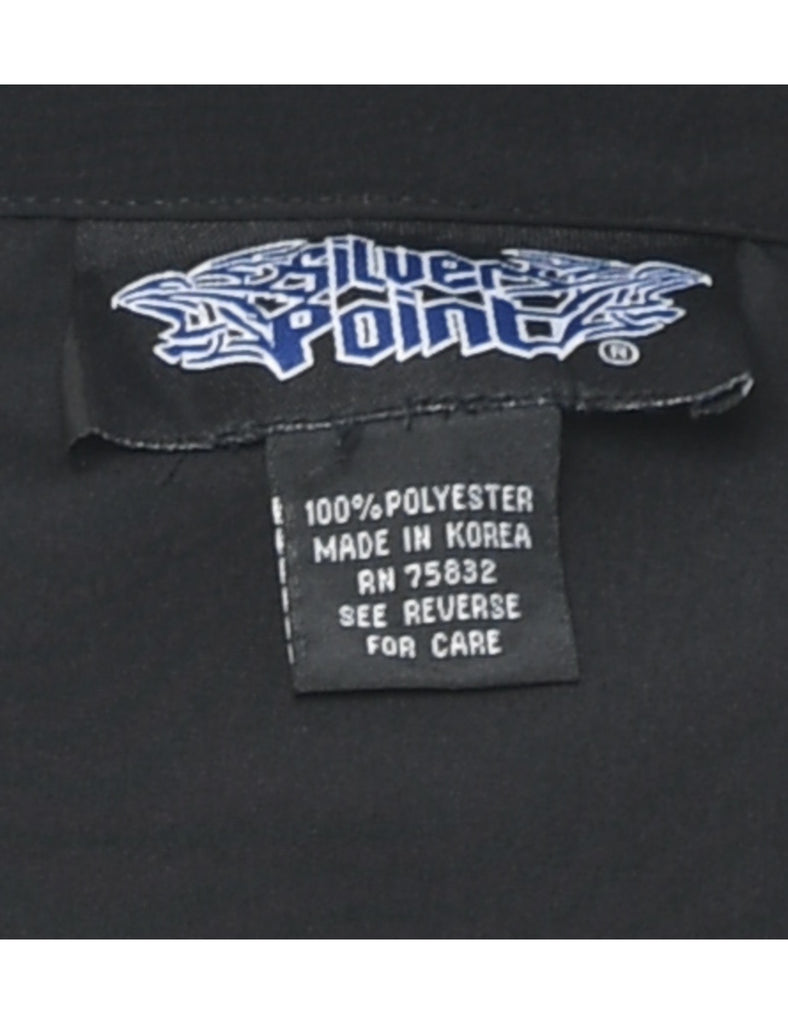 Silver
Point
®
100% POLYESTER
MADE IN KOREA
RN 75832
SEE REVERSE
FOR CARE